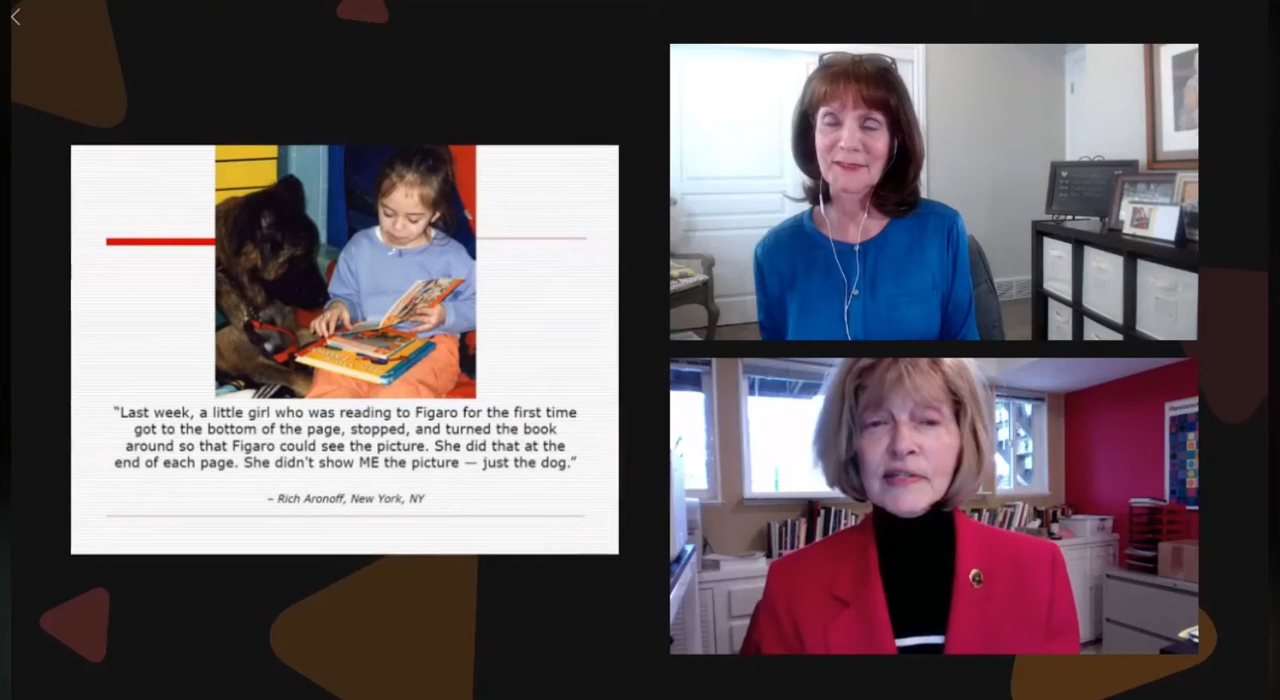 “Last week, a little girl who was reading to Figaro for the first time
got to the bottom of the page, stopped, and turned the book
around so that Figaro could see the picture. She did that at the
end of each page. She didn't show ME the picture — just the dog.”
– Rich Aronoff, New York, NY